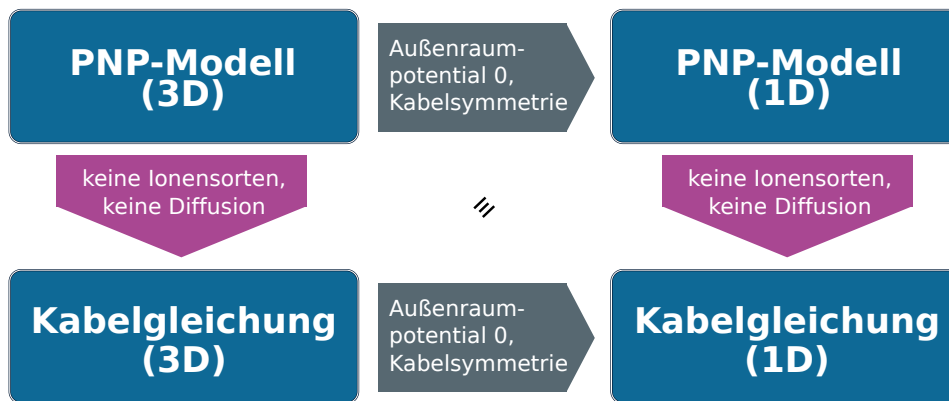 PNP-Modell
(3D)
Außenraum-
potential 0,
Kabelsymmetrie
PNP-Modell
(1D)
keine Ionensorten,
keine Diffusion
keine Ionensorten,
keine Diffusion
Kabelgleichung
(3D)
Außenraum-
potential 0,
Kabelsymmetrie
Kabelgleichung
(1D)